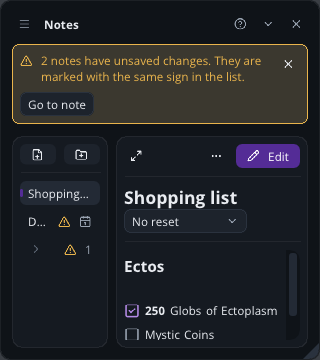 Notes
2 notes have unsaved changes. They are
marked with the same sign in the list.
Go to note
Edit
Shopping...
D...
1
Shopping list
No reset
Ectos
250 Globs of Ectoplasm
Mystic Coins